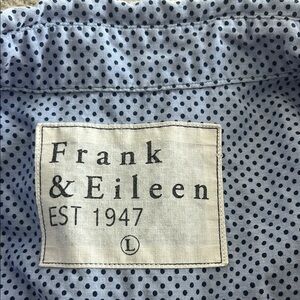 Frank
& Eileen
EST 1947
L